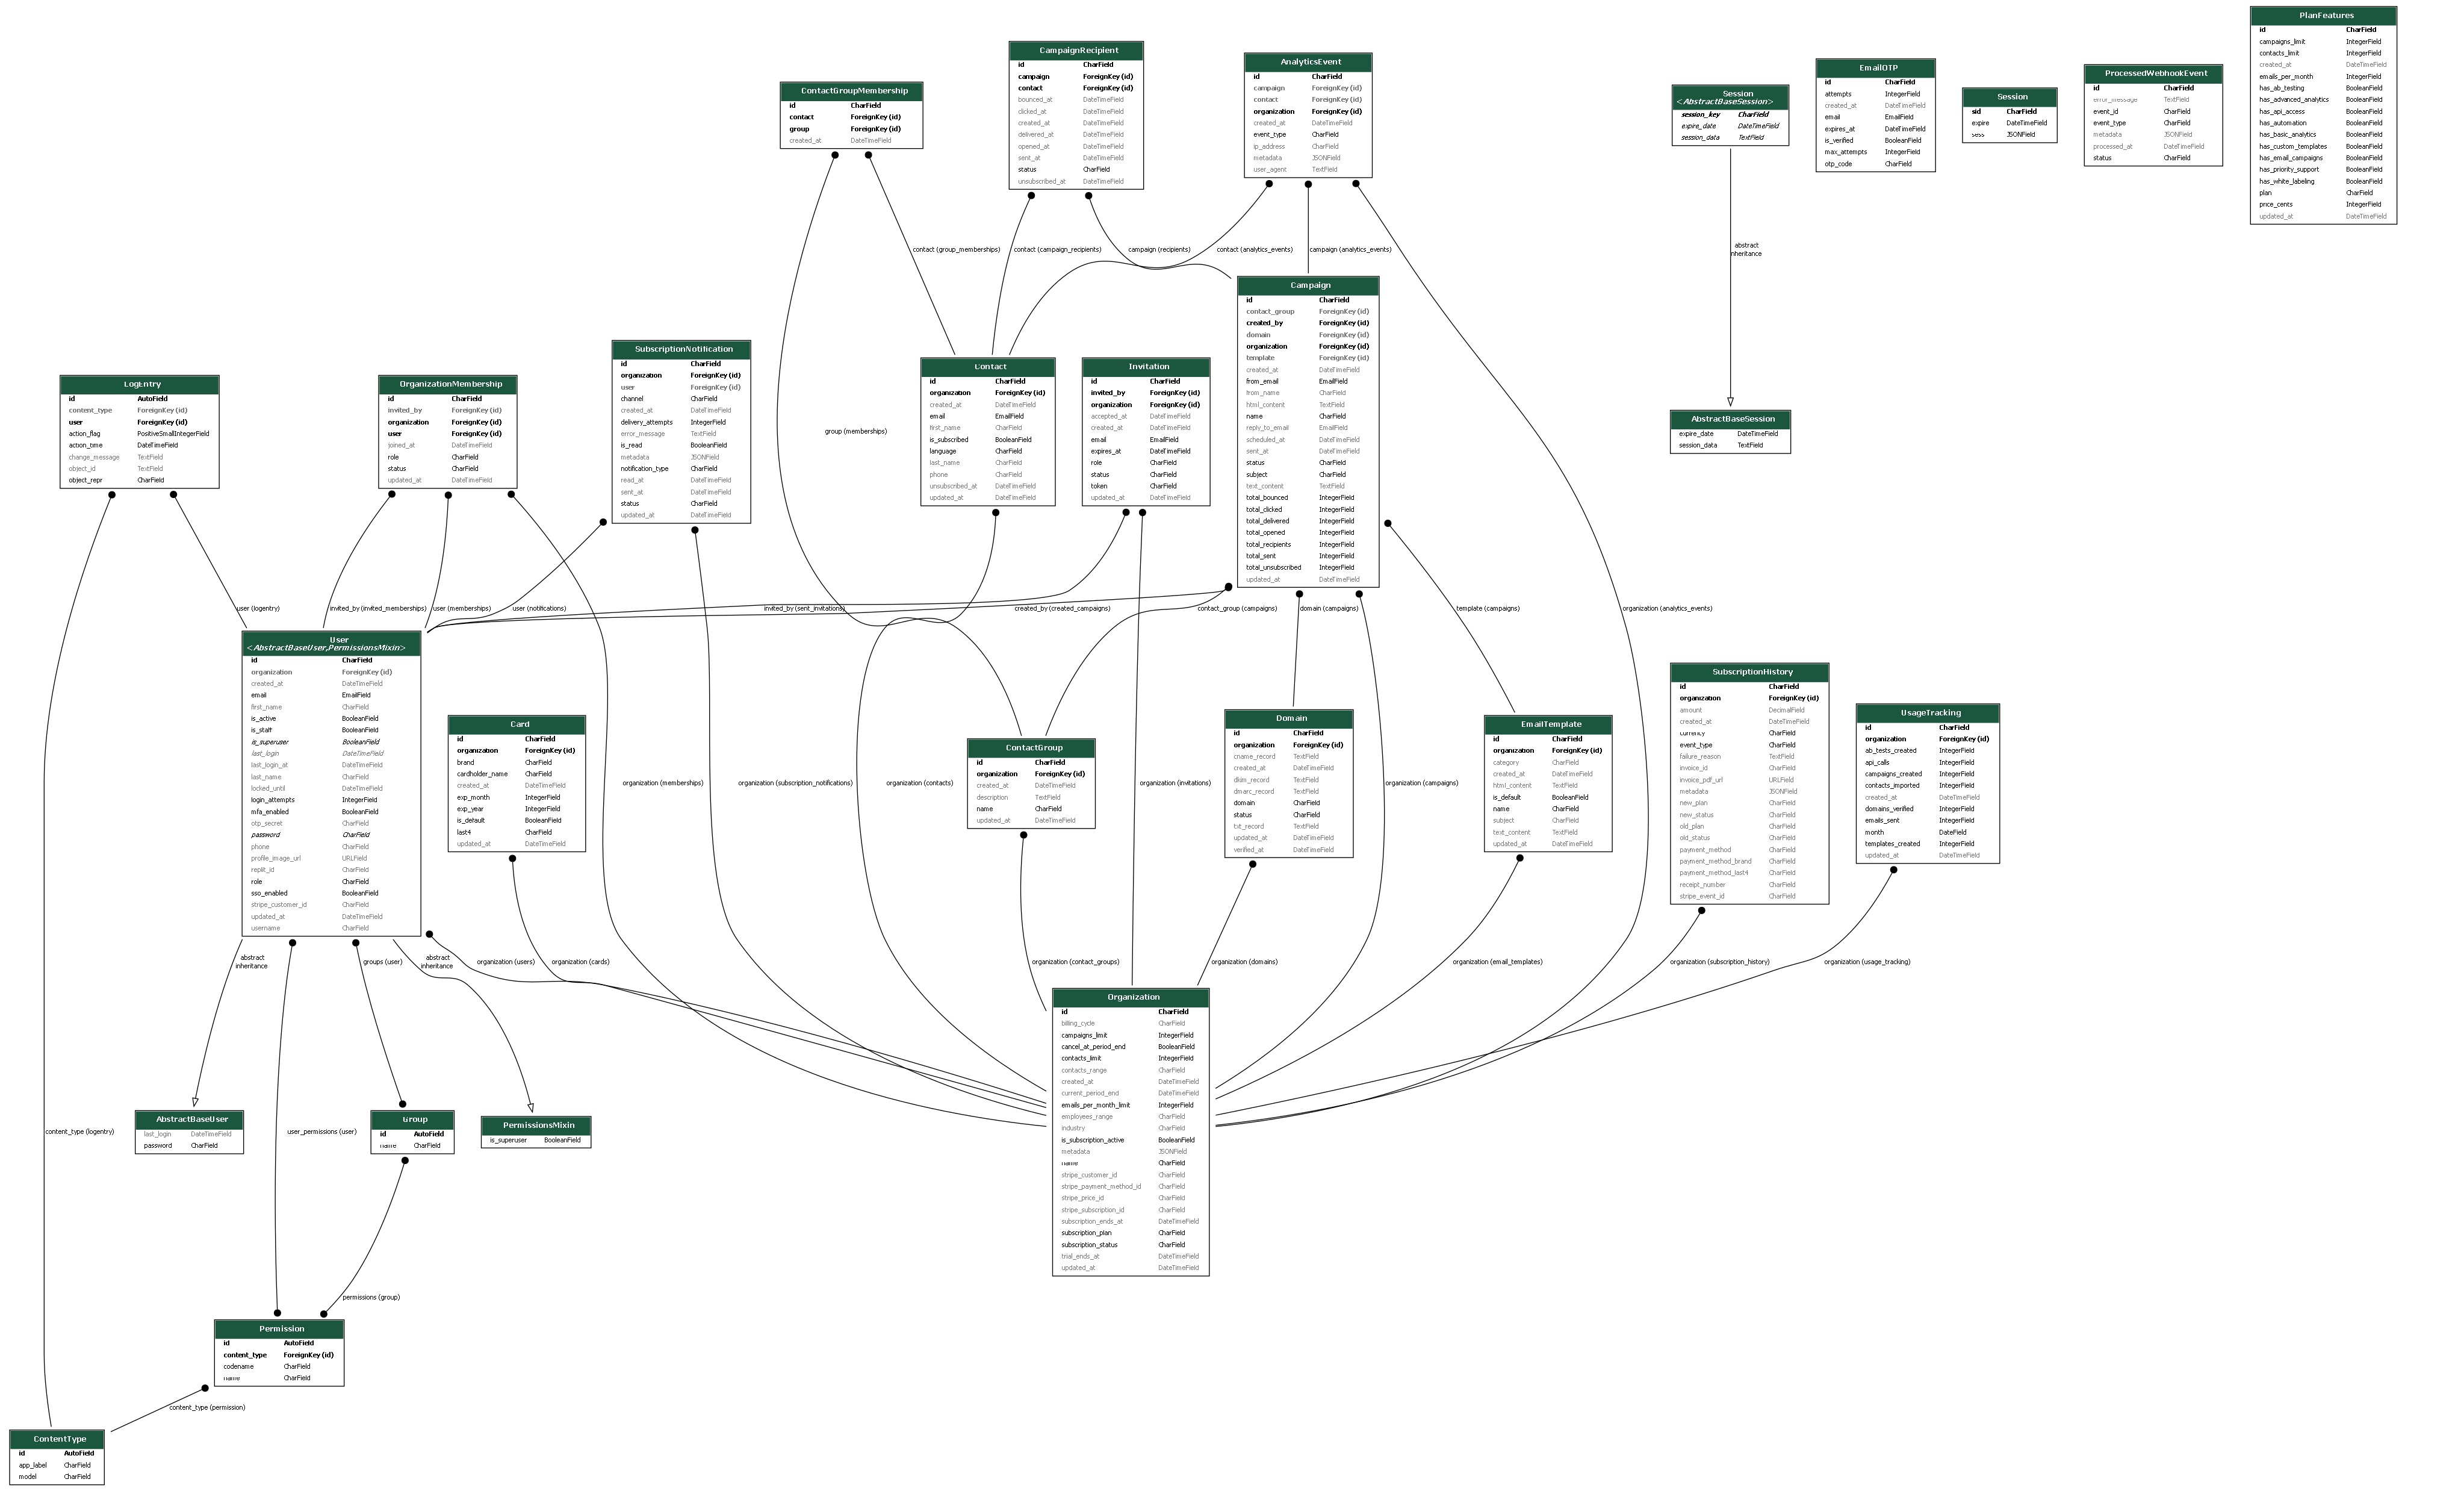 PlanFeatures
id CharField
campaigns_limit IntegerField
contacts_limit IntegerField
created_at DateTimeField
emails_per_month IntegerField
has_ab_testing BooleanField
has_advanced_analytics BooleanField
has_api_access BooleanField
has_automation BooleanField
has_basic_analytics BooleanField
has_custom_templates BooleanField
has_email_campaigns BooleanField
has_priority_support BooleanField
has_white_labeling BooleanField
plan CharField
price_cents IntegerField
updated_at DateTimeField
CampaignRecipient
id CharField
campaign ForeignKey (id)
contact ForeignKey (id)
bounced_at DateTimeField
clicked_at DateTimeField
created_at DateTimeField
delivered_at DateTimeField
opened_at DateTimeField
sent_at DateTimeField
status CharField
unsubscribed_at DateTimeField
AnalyticsEvent
id CharField
campaign ForeignKey (id)
contact ForeignKey (id)
organization ForeignKey (id)
created_at DateTimeField
event_type CharField
ip_address CharField
metadata JSONField
user_agent TextField
EmailOTP
id CharField
attempts IntegerField
created_at DateTimeField
email EmailField
expires_at DateTimeField
is_verified BooleanField
max_attempts IntegerField
otp_code CharField
ProcessedWebhookEvent
id CharField
error_message TextField
event_id CharField
event_type CharField
metadata JSONField
processed_at DateTimeField
status CharField
ContactGroupMembership
id CharField
contact ForeignKey (id)
group ForeignKey (id)
created_at DateTimeField
Session
<AbstractBaseSession>
session_key CharField
expire_date DateTimeField
session_data TextField
Session
sid CharField
expire DateTimeField
sess JSONField
contact (group_memberships)
contact (campaign_recipients)
campaign (recipients)
contact (analytics_events)
campaign (analytics_events)
abstract
inheritance
Campaign
id CharField
contact_group ForeignKey (id)
created_by ForeignKey (id)
domain ForeignKey (id)
organization ForeignKey (id)
template ForeignKey (id)
created_at DateTimeField
from_email EmailField
from_name CharField
html_content TextField
name CharField
reply_to_email EmailField
scheduled_at DateTimeField
sent_at DateTimeField
status CharField
subject CharField
text_content TextField
total_bounced IntegerField
total_clicked IntegerField
total_delivered IntegerField
total_opened IntegerField
total_recipients IntegerField
total_sent IntegerField
total_unsubscribed IntegerField
updated_at DateTimeField
SubscriptionNotification
id CharField
organization ForeignKey (id)
user ForeignKey (id)
channel CharField
created_at DateTimeField
delivery_attempts IntegerField
error_message TextField
is_read BooleanField
metadata JSONField
notification_type CharField
read_at DateTimeField
sent_at DateTimeField
status CharField
updated_at DateTimeField
Contact
id CharField
organization ForeignKey (id)
created_at DateTimeField
email EmailField
first_name CharField
is_subscribed BooleanField
language CharField
last_name CharField
phone CharField
unsubscribed_at DateTimeField
updated_at DateTimeField
Invitation
id CharField
invited_by ForeignKey (id)
organization ForeignKey (id)
accepted_at DateTimeField
created_at DateTimeField
email EmailField
expires_at DateTimeField
role CharField
status CharField
token CharField
updated_at DateTimeField
LogEntry
id AutoField
content_type ForeignKey (id)
user ForeignKey (id)
action_flag PositiveSmallIntegerField
action_time DateTimeField
change_message TextField
object_id TextField
object_repr CharField
OrganizationMembership
id CharField
invited_by ForeignKey (id)
organization ForeignKey (id)
user ForeignKey (id)
joined_at DateTimeField
role CharField
status CharField
updated_at DateTimeField
AbstractBaseSession
expire_date DateTimeField
session_data TextField
group (memberships)
user (logentry)
invited_by (invited_memberships)
user (memberships)
user (notifications)
invited_by (sent_invitations)
created_by (created_campaigns)
contact_group (campaigns)
domain (campaigns)
template (campaigns)
organization (analytics_events)
User
<AbstractBaseUser,PermissionsMixin>
id CharField
organization ForeignKey (id)
created_at DateTimeField
email EmailField
first_name CharField
is_active BooleanField
is_staff BooleanField
is_superuser BooleanField
last_login DateTimeField
last_login_at DateTimeField
last_name CharField
locked_until DateTimeField
login_attempts IntegerField
mfa_enabled BooleanField
otp_secret CharField
password CharField
phone CharField
profile_image_url URLField
replit_id CharField
role CharField
sso_enabled BooleanField
stripe_customer_id CharField
updated_at DateTimeField
username CharField
SubscriptionHistory
id CharField
organization ForeignKey (id)
amount DecimalField
created_at DateTimeField
currency CharField
event_type CharField
failure_reason TextField
invoice_id CharField
invoice_pdf_url URLField
metadata JSONField
new_plan CharField
new_status CharField
old_plan CharField
old_status CharField
payment_method CharField
payment_method_brand CharField
payment_method_last4 CharField
receipt_number CharField
stripe_event_id CharField
UsageTracking
id CharField
organization ForeignKey (id)
ab_tests_created IntegerField
api_calls IntegerField
campaigns_created IntegerField
contacts_imported IntegerField
created_at DateTimeField
domains_verified IntegerField
emails_sent IntegerField
month DateField
templates_created IntegerField
updated_at DateTimeField
Card
id CharField
organization ForeignKey (id)
brand CharField
cardholder_name CharField
created_at DateTimeField
exp_month IntegerField
exp_year IntegerField
is_default BooleanField
last4 CharField
updated_at DateTimeField
ContactGroup
id CharField
organization ForeignKey (id)
created_at DateTimeField
description TextField
name CharField
updated_at DateTimeField
Domain
id CharField
organization ForeignKey (id)
cname_record TextField
created_at DateTimeField
dkim_record TextField
dmarc_record TextField
domain CharField
status CharField
txt_record TextField
updated_at DateTimeField
verified_at DateTimeField
EmailTemplate
id CharField
organization ForeignKey (id)
category CharField
created_at DateTimeField
html_content TextField
is_default BooleanField
name CharField
subject CharField
text_content TextField
updated_at DateTimeField
organization (memberships)
organization (subscription_notifications)
organization (contacts)
organization (invitations)
organization (campaigns)
abstract
inheritance
groups (user)
abstract
inheritance
organization (users)
organization (cards)
organization (contact_groups)
organization (domains)
organization (email_templates)
organization (subscription_history)
organization (usage_tracking)
Organization
id CharField
billing_cycle CharField
campaigns_limit IntegerField
cancel_at_period_end BooleanField
contacts_limit IntegerField
contacts_range CharField
created_at DateTimeField
current_period_end DateTimeField
emails_per_month_limit IntegerField
employees_range CharField
industry CharField
is_subscription_active BooleanField
metadata JSONField
name CharField
stripe_customer_id CharField
stripe_payment_method_id CharField
stripe_price_id CharField
stripe_subscription_id CharField
subscription_ends_at DateTimeField
subscription_plan CharField
subscription_status CharField
trial_ends_at DateTimeField
updated_at DateTimeField
AbstractBaseUser
last_login DateTimeField
password CharField
Group
id AutoField
name CharField
PermissionsMixin
is_superuser BooleanField
content_type (logentry)
user_permissions (user)
permissions (group)
Permission
id AutoField
content_type ForeignKey (id)
codename CharField
name CharField
content_type (permission)
ContentType
id AutoField
app_label CharField
model CharField